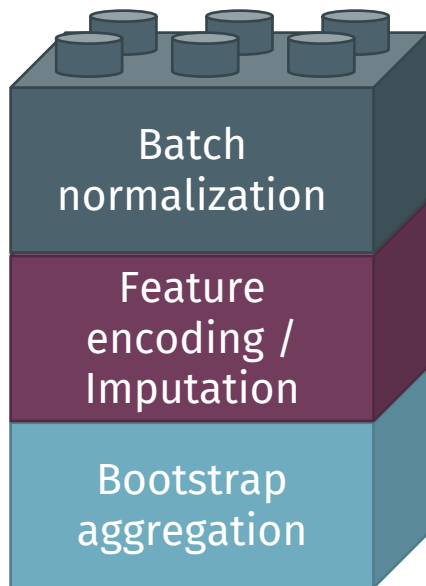 Batch
normalization
Feature
encoding /
Imputation
Bootstrap
aggregation